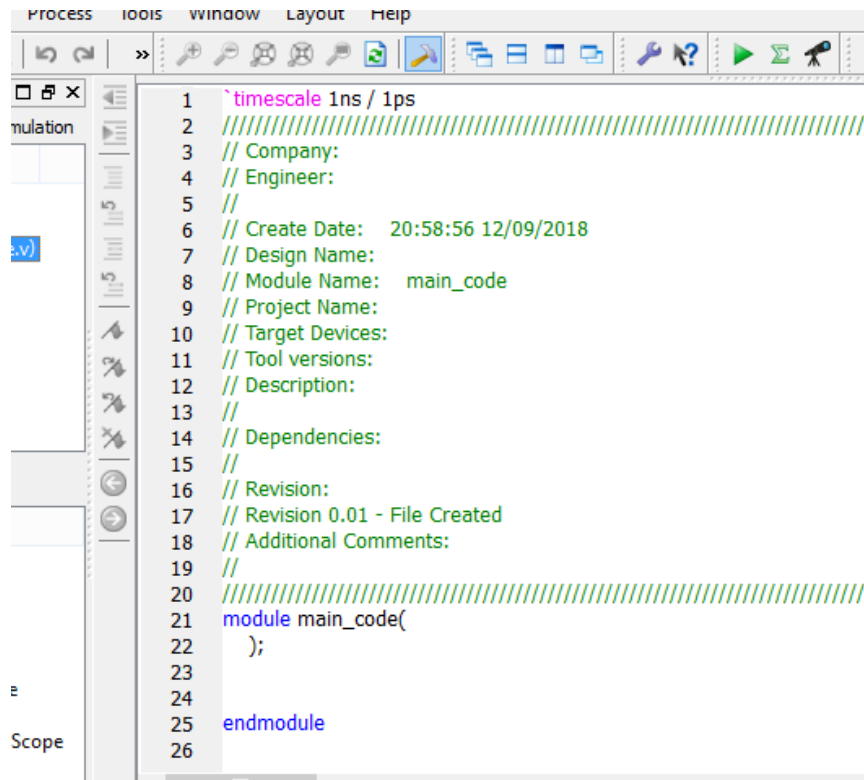 Process Tools Window Layout Help
»
mulation
e.v)
e
Scope
1 `timescale 1ns / 1ps
2 ////////////////////////////////////////////////////////////////////////////////
3 // Company:
4 // Engineer:
5 //
6 // Create Date: 20:58:56 12/09/2018
7 // Design Name:
8 // Module Name: main_code
9 // Project Name:
10 // Target Devices:
11 // Tool versions:
12 // Description:
13 //
14 // Dependencies:
15 //
16 // Revision:
17 // Revision 0.01 - File Created
18 // Additional Comments:
19 //
20 ////////////////////////////////////////////////////////////////////////////////
21 module main_code(
22 );
23
24
25 endmodule
26